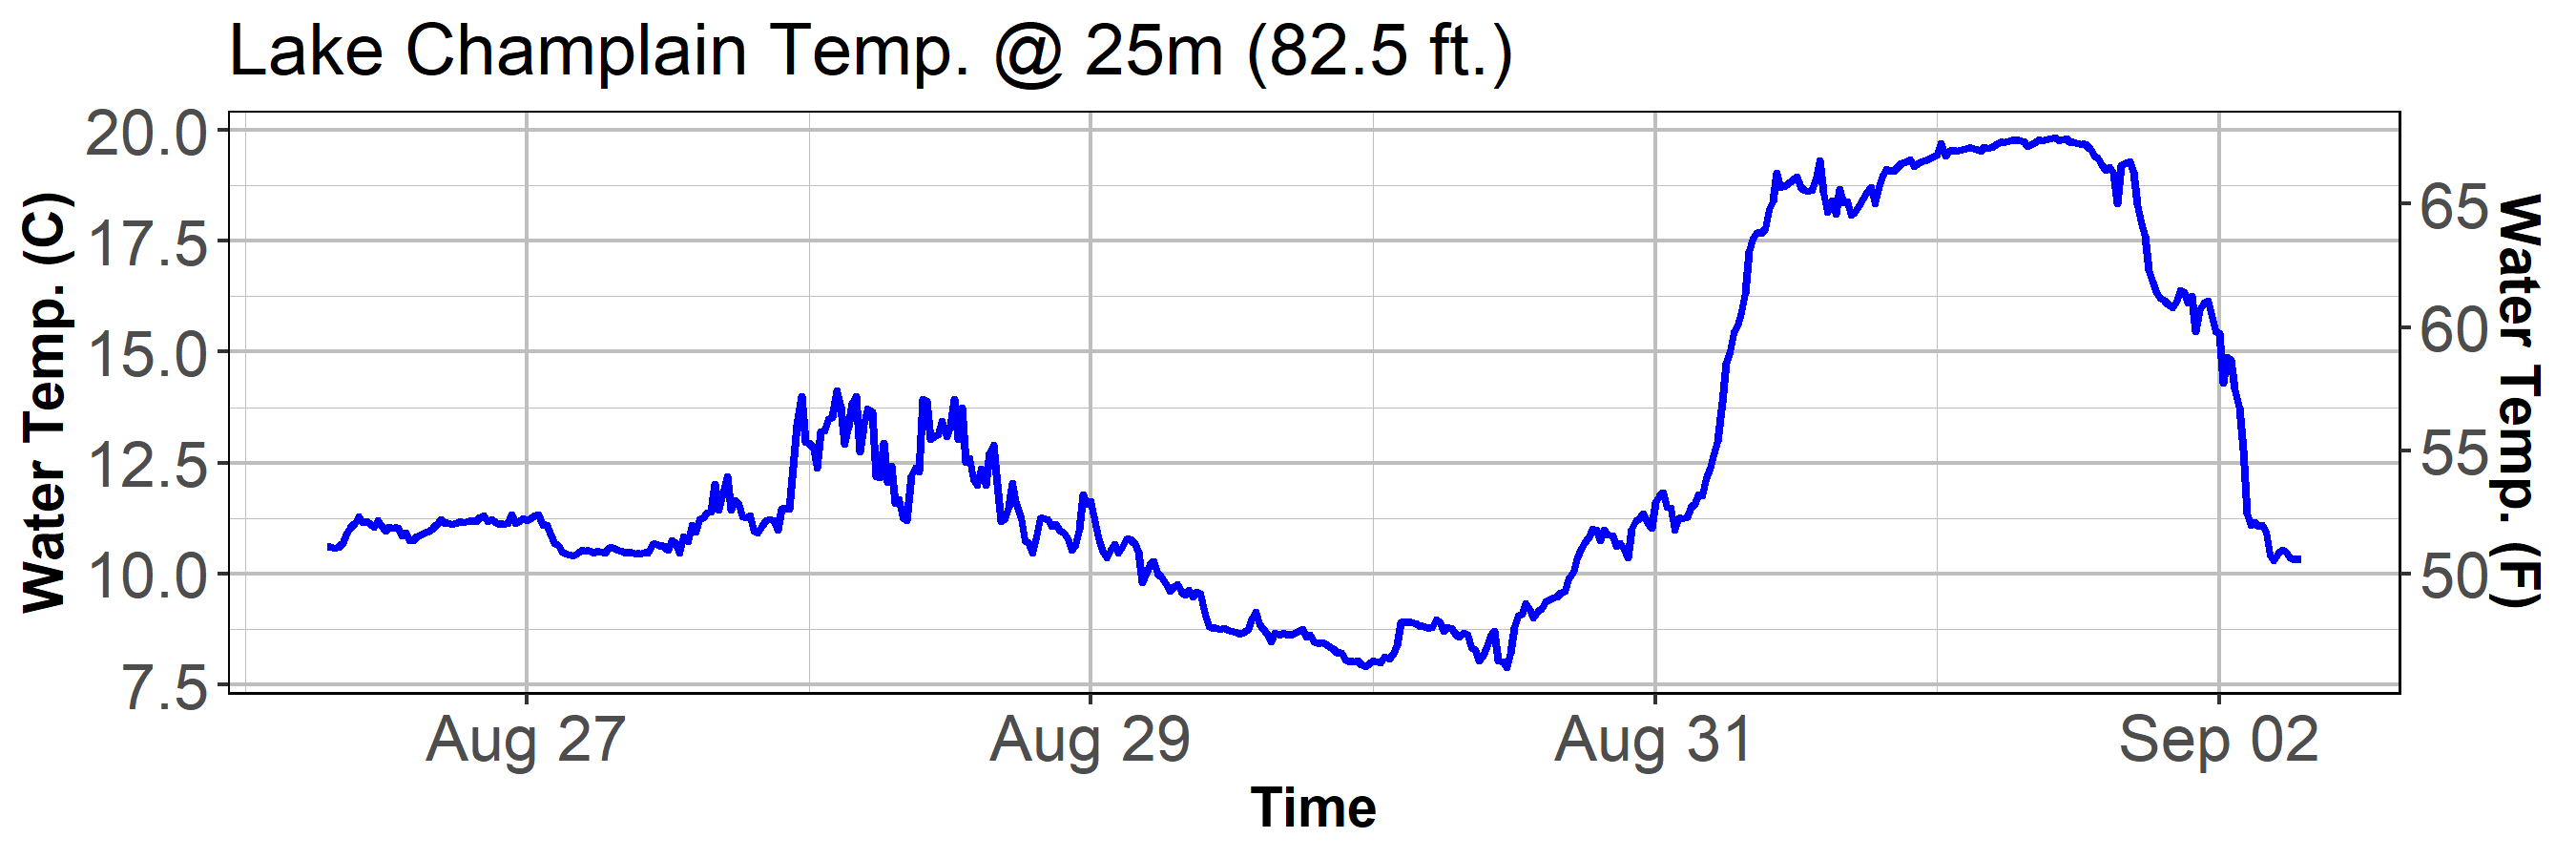 Lake Champlain Temp. @ 25m (82.5 ft.)
Water Temp. (C)
20.0
17.5
15.0
12.5
10.0
7.5
65
60
55
50
Water Temp. (F)
Aug 27
Aug 29
Aug 31
Sep 02
Time